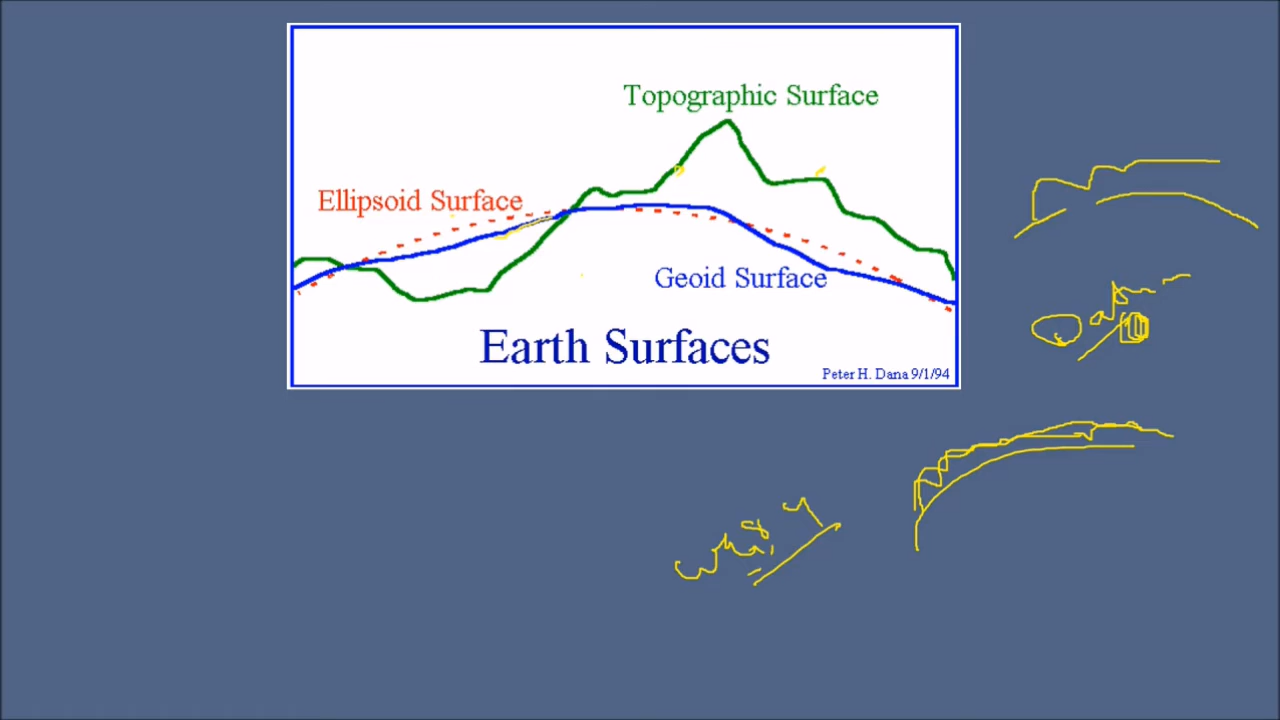 Topographic Surface
Ellipsoid Surface
Geoid Surface
Earth Surfaces
Peter H. Dana 9/1/94